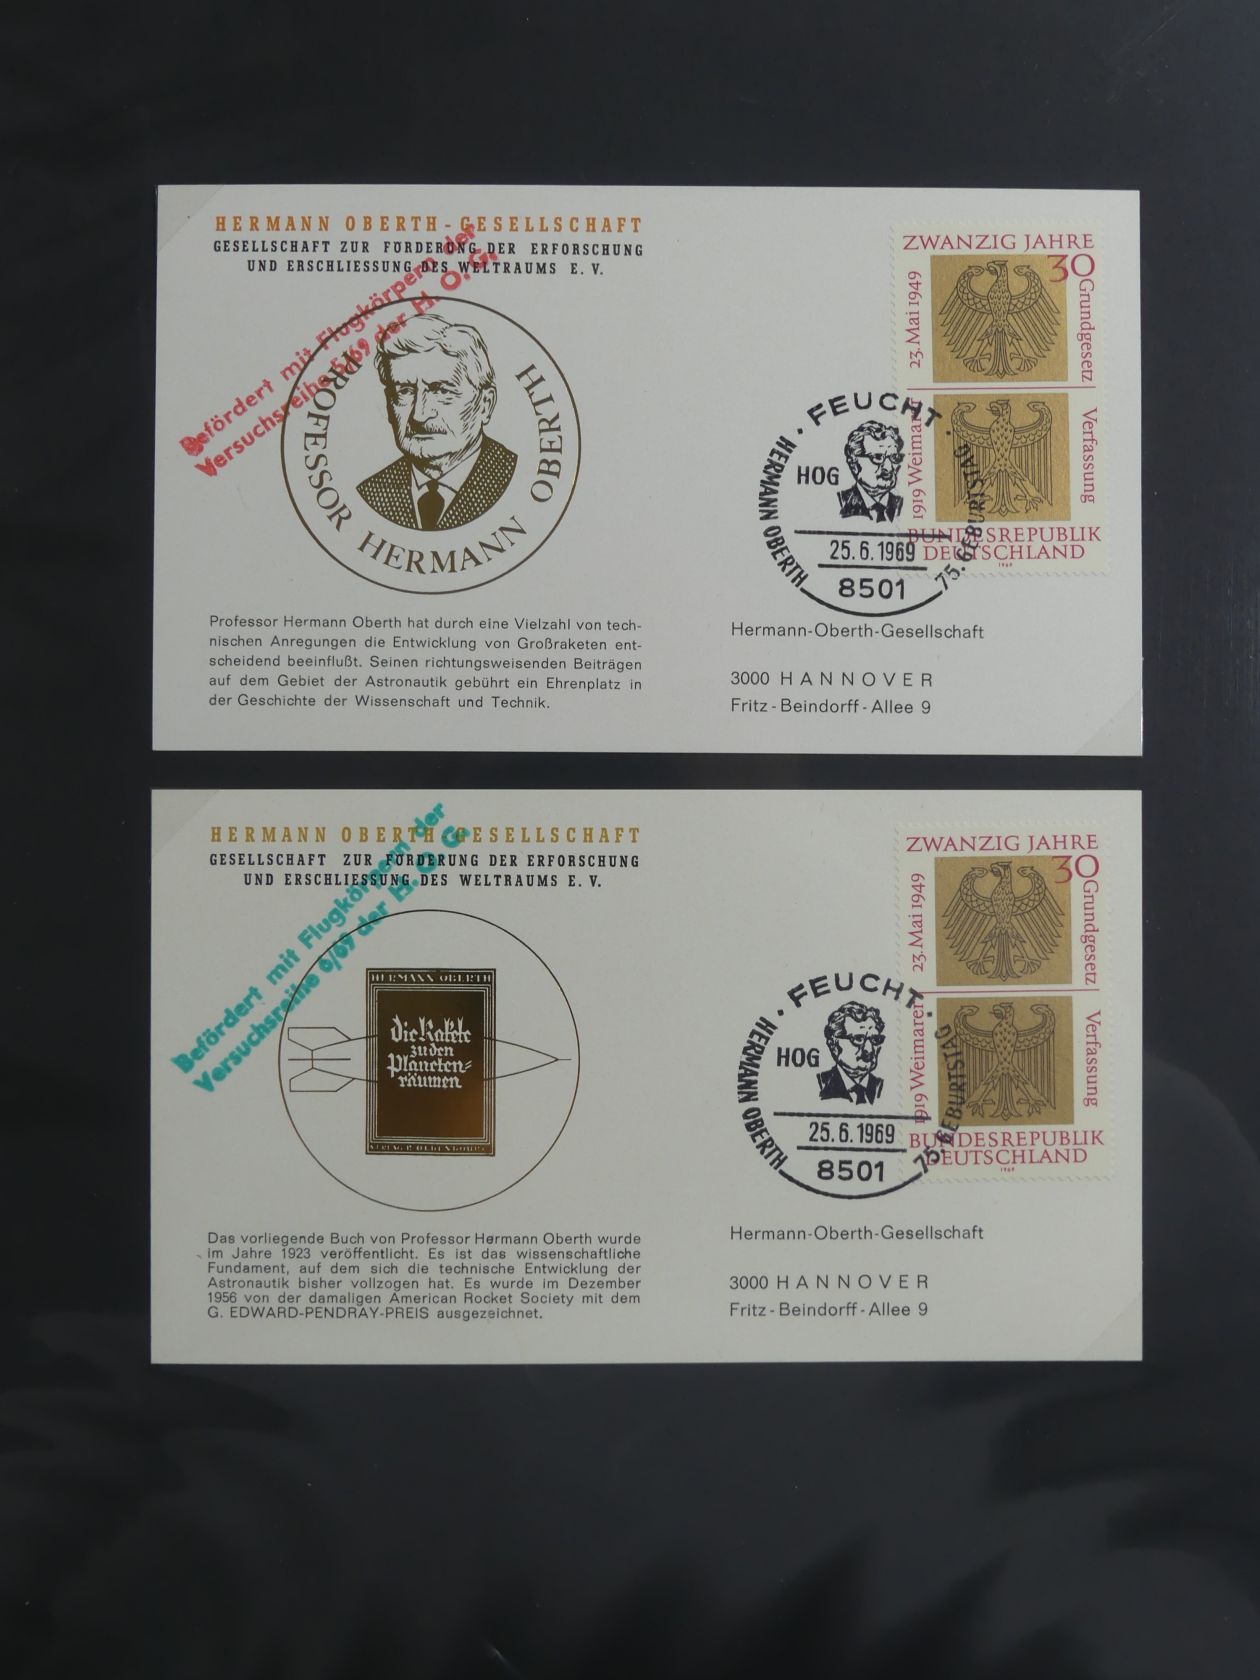 HERMANN OBERTH-GESELLSCHAFT
GESELLSCHAFT ZUR FÖRDERUNG DER ERFORSCHUNG
UND ERSCHLIESSUNG DES WELTRAUMS E. V.
Befördert mit Flugkörpern der
Versuchsreihe 5/69 der H. O. G.
PROFESSOR HERMANN OBERTH
Professor Hermann Oberth hat durch eine Vielzahl von tech-
nischen Anregungen die Entwicklung von Großraketen ent-
scheidend beeinflußt. Seinen richtungsweisenden Beiträgen
auf dem Gebiet der Astronautik gebührt ein Ehrenplatz in
der Geschichte der Wissenschaft und Technik.
ZWANZIG JAHRE
30
23. Mai 1949
Grundgesetz
1919 Weimarer
Verfassung
BUNDESREPUBLIK
DEUTSCHLAND
1969
· FEUCHT ·
HERMANN OBERTH
75. GEBURTSTAG
HOG
25.6.1969
8501
Hermann-Oberth-Gesellschaft
3000 HANNOVER
Fritz - Beindorff - Allee 9
HERMANN OBERTH-GESELLSCHAFT
GESELLSCHAFT ZUR FÖRDERUNG DER ERFORSCHUNG
UND ERSCHLIESSUNG DES WELTRAUMS E. V.
Befördert mit Flugkörpern der
Versuchsreihe 6/69 der H. O. G.
HERMANN OBERTH
Die Rakete
zu den
Planeten-
räumen
VERLAG R. OLDENBOURG
Das vorliegende Buch von Professor Hermann Oberth wurde
im Jahre 1923 veröffentlicht. Es ist das wissenschaftliche
Fundament, auf dem sich die technische Entwicklung der
Astronautik bisher vollzogen hat. Es wurde im Dezember
1956 von der damaligen American Rocket Society mit dem
G. EDWARD-PENDRAY-PREIS ausgezeichnet.
ZWANZIG JAHRE
30
23. Mai 1949
Grundgesetz
1919 Weimarer
Verfassung
BUNDESREPUBLIK
DEUTSCHLAND
1969
· FEUCHT ·
HERMANN OBERTH
75. GEBURTSTAG
HOG
25.6.1969
8501
Hermann-Oberth-Gesellschaft
3000 HANNOVER
Fritz - Beindorff - Allee 9